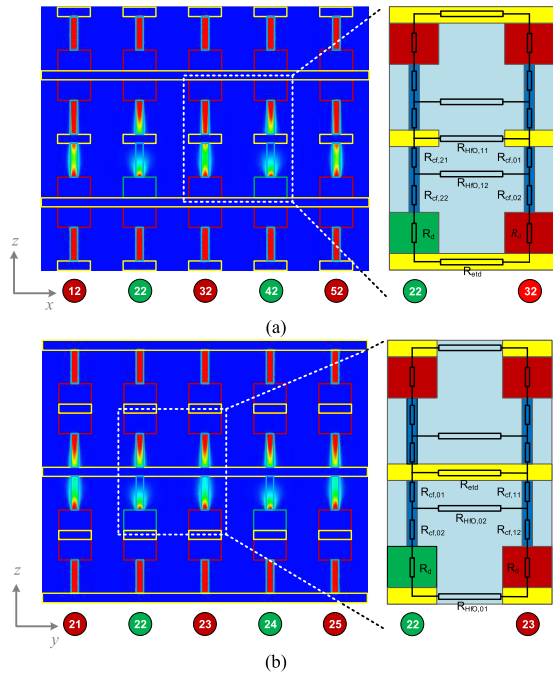 R_HfO,11
R_cf,21 R_cf,01
R_HfO,12
R_cf,22 R_cf,02
R_d R_d
R_etd
z
x
12 22 32 42 52 22 32
(a)
R_etd
R_cf,01 R_cf,11
R_HfO,02
R_cf,02 R_cf,12
R_d R_d
R_HfO,01
z
y
21 22 23 24 25 22 23
(b)